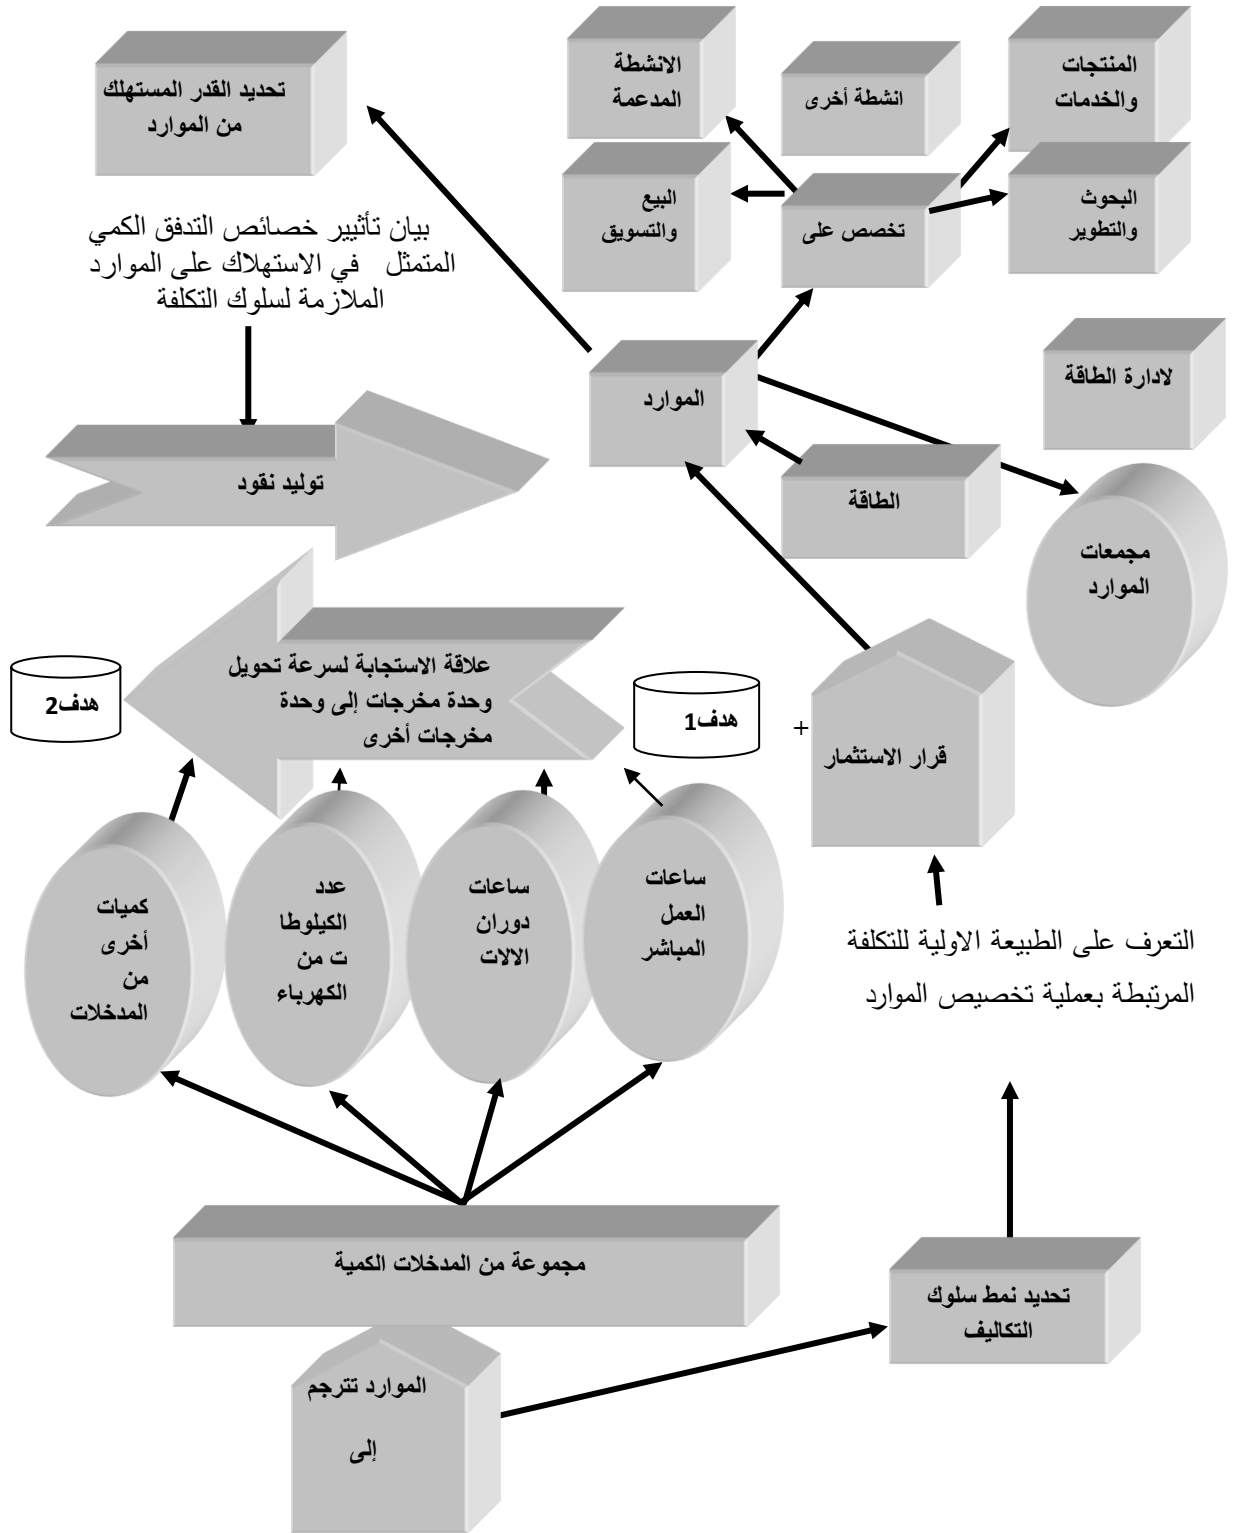 تحديد القدر المستهلك
من الموارد
الانشطة
المدعمة
انشطة أخرى
المنتجات
والخدمات
البيع
والتسويق
تخصص على
البحوث
والتطوير
بيان تأثيير خصائص التدفق الكمي
المتمثل في الاستهلاك على الموارد
الملازمة لسلوك التكلفة
الموارد
لادارة الطاقة
توليد نقود
الطاقة
مجمعات
الموارد
علاقة الاستجابة لسرعة تحويل
وحدة مخرجات إلى وحدة
مخرجات أخرى
هدف2
هدف1
+
قرار الاستثمار
ساعات
العمل
المباشر
ساعات
دوران
الالات
عدد
الكيلوطا
ت من
الكهرباء
كميات
أخرى
من
المدخلات
التعرف على الطبيعة الاولية للتكلفة
المرتبطة بعملية تخصيص الموارد
مجموعة من المدخلات الكمية
تحديد نمط سلوك
التكاليف
الموارد تترجم
إلى